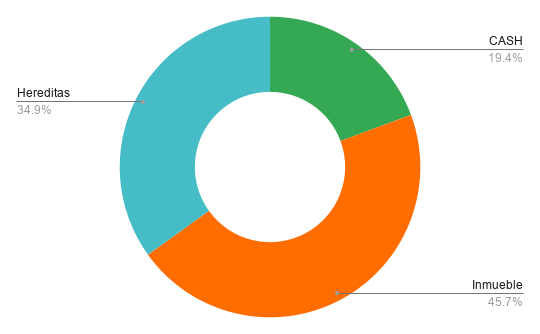 CASH
19.4%
Hereditas
34.9%
Inmueble
45.7%